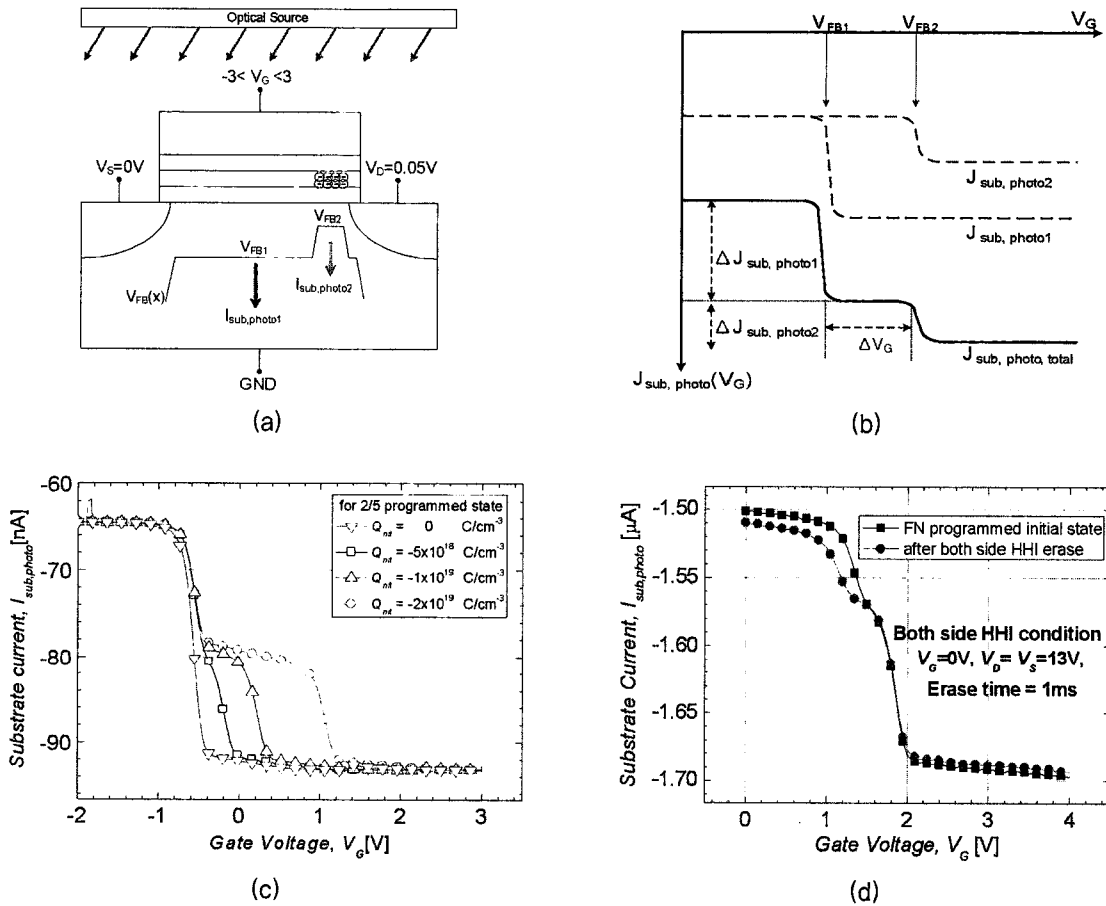 Optical Source
-3< V_G <3
V_S=0V
V_D=0.05V
V_FB2
V_FB1
V_FB(x)
I_sub,photo2
I_sub,photo1
GND
(a)
V_FB1
V_FB2
V_G
J_sub, photo2
J_sub, photo1
Δ J_sub, photo1
Δ J_sub, photo2
ΔV_G
J_sub, photo, total
J_sub, photo(V_G)
(b)
-60
-70
-80
-90
Substrate current, I_sub,photo[nA]
for 2/5 programmed state
Q_nit = 0 C/cm^-3
Q_nit = -5x10^18 C/cm^-3
Q_nit = -1x10^19 C/cm^-3
Q_nit = -2x10^19 C/cm^-3
-2 -1 0 1 2 3
Gate Voltage, V_G[V]
(c)
-1.50
-1.55
-1.60
-1.65
-1.70
Substrate Current, I_sub,photo [μA]
FN programmed initial state
after both side HHI erase
Both side HHI condition
V_G=0V, V_D= V_S=13V,
Erase time = 1ms
0 1 2 3 4
Gate Voltage, V_G [V]
(d)